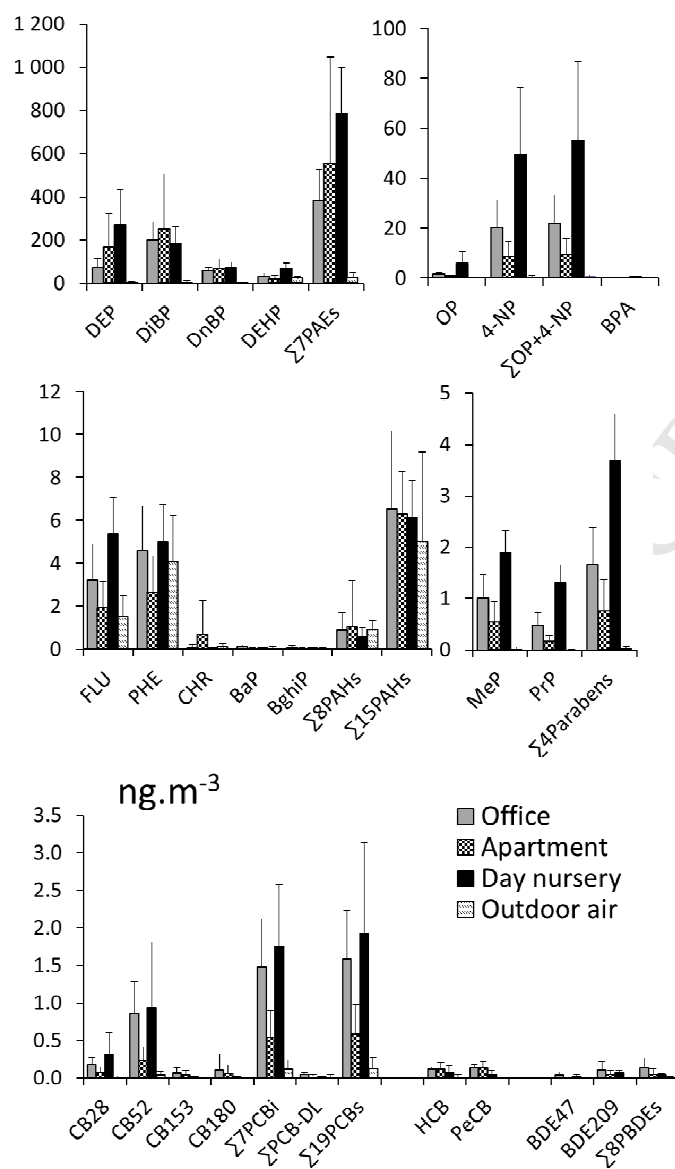 1 200
1 000
800
600
400
200
0
DEP
DiBP
DnBP
DEHP
∑7PAEs
100
80
60
40
20
0
OP
4-NP
∑OP+4-NP
BPA
12
10
8
6
4
2
0
FLU
PHE
CHR
BaP
BghiP
∑8PAHs
∑15PAHs
5
4
3
2
1
0
MeP
PrP
∑4Parabens
ng.m-3
3.5
3.0
2.5
2.0
1.5
1.0
0.5
0.0
Office
Apartment
Day nursery
Outdoor air
CB28
CB52
CB153
CB180
∑7PCBi
∑PCB-DL
∑19PCBs
HCB
PeCB
BDE47
BDE209
∑8PBDEs